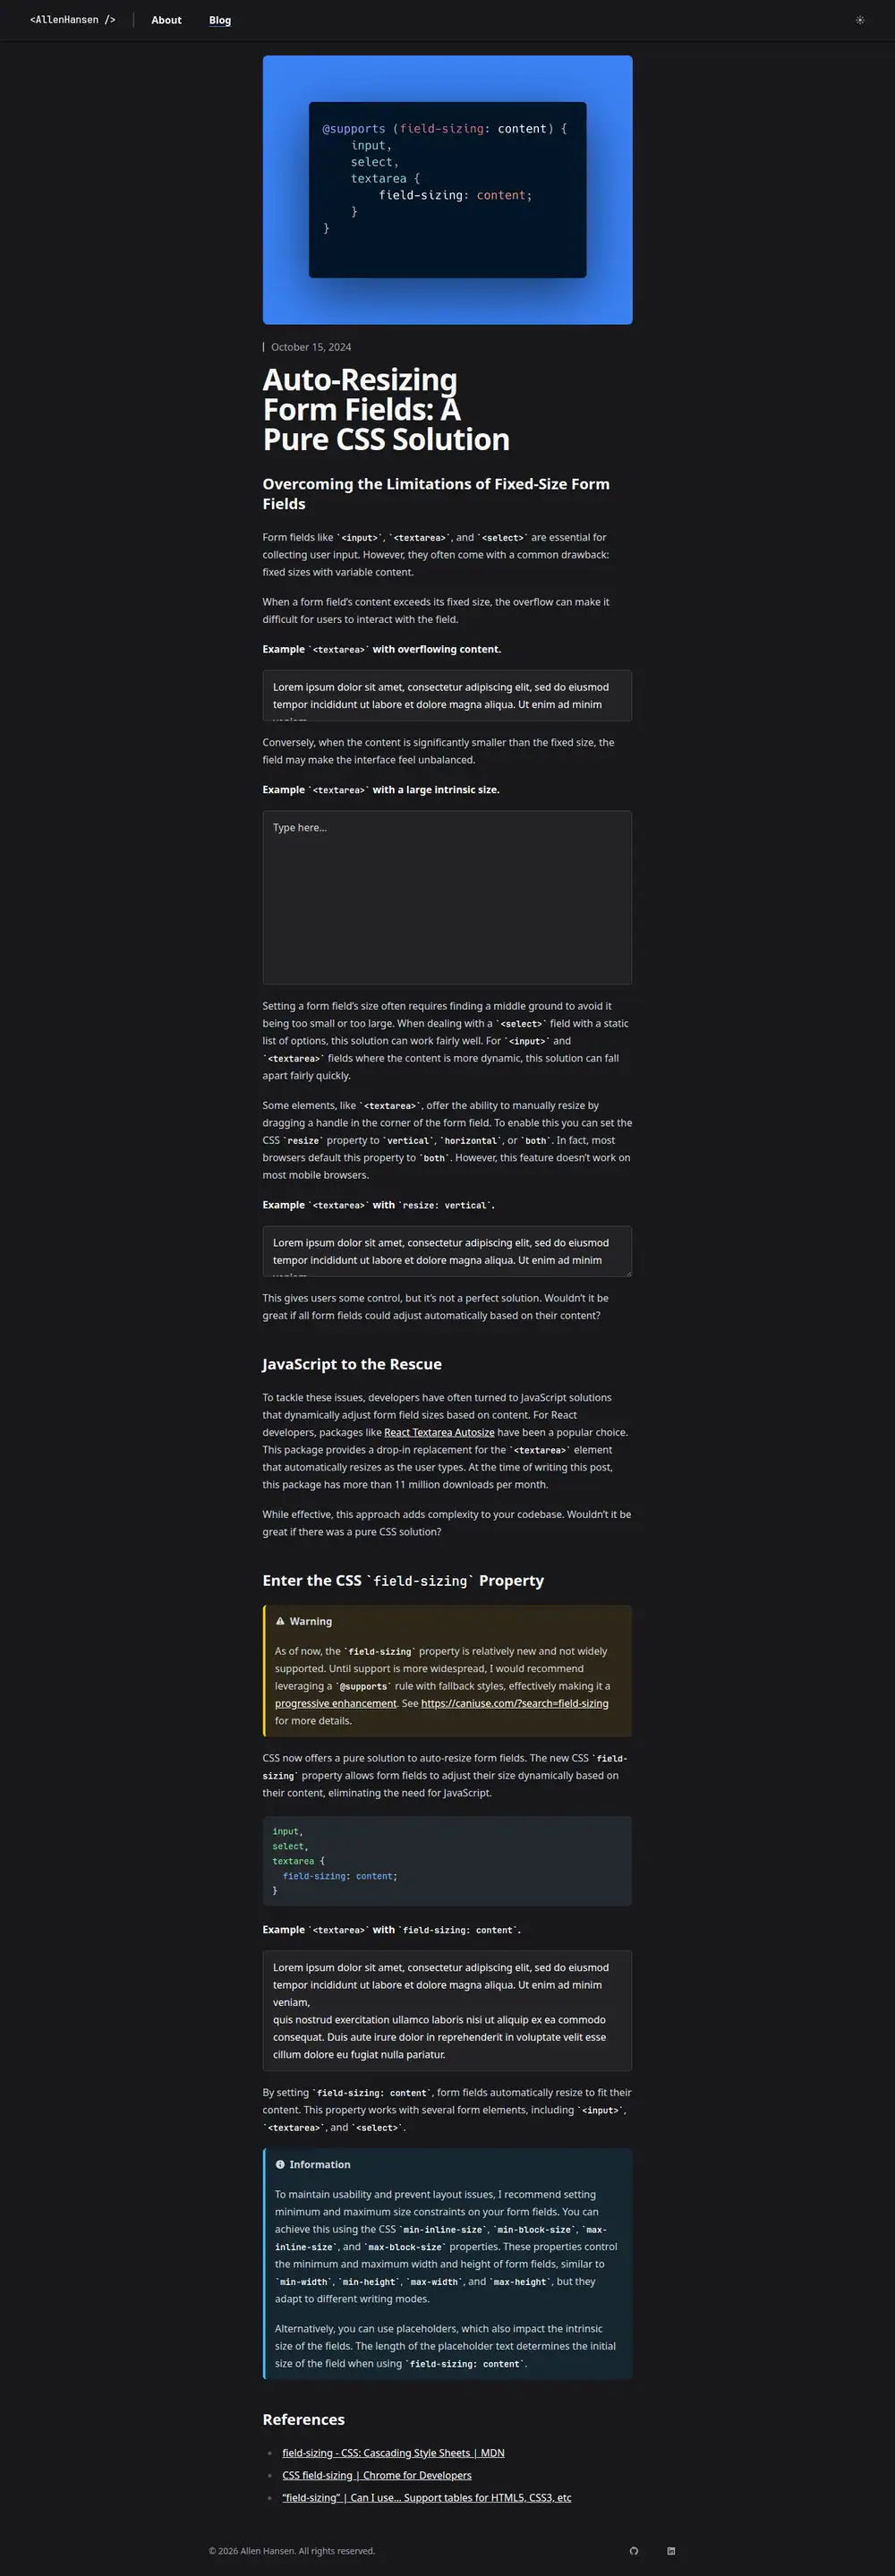 <AllenHansen />
About
Blog
@supports (field-sizing: content) {
input,
select,
textarea {
field-sizing: content;
}
}
October 15, 2024
Auto-Resizing
Form Fields: A
Pure CSS Solution
Overcoming the Limitations of Fixed-Size Form
Fields
Form fields like `<input>`, `<textarea>`, and `<select>` are essential for
collecting user input. However, they often come with a common drawback:
fixed sizes with variable content.
When a form field’s content exceeds its fixed size, the overflow can make it
difficult for users to interact with the field.
Example `<textarea>` with overflowing content.
Lorem ipsum dolor sit amet, consectetur adipiscing elit, sed do eiusmod
tempor incididunt ut labore et dolore magna aliqua. Ut enim ad minim
Conversely, when the content is significantly smaller than the fixed size, the
field may make the interface feel unbalanced.
Example `<textarea>` with a large intrinsic size.
Type here...
Setting a form field’s size often requires finding a middle ground to avoid it
being too small or too large. When dealing with a `<select>` field with a static
list of options, this solution can work fairly well. For `<input>` and
`<textarea>` fields where the content is more dynamic, this solution can fall
apart fairly quickly.
Some elements, like `<textarea>`, offer the ability to manually resize by
dragging a handle in the corner of the form field. To enable this you can set the
CSS `resize` property to `vertical`, `horizontal`, or `both`. In fact, most
browsers default this property to `both`. However, this feature doesn’t work on
most mobile browsers.
Example `<textarea>` with `resize: vertical`.
Lorem ipsum dolor sit amet, consectetur adipiscing elit, sed do eiusmod
tempor incididunt ut labore et dolore magna aliqua. Ut enim ad minim
This gives users some control, but it’s not a perfect solution. Wouldn’t it be
great if all form fields could adjust automatically based on their content?
JavaScript to the Rescue
To tackle these issues, developers have often turned to JavaScript solutions
that dynamically adjust form field sizes based on content. For React
developers, packages like React Textarea Autosize have been a popular choice.
This package provides a drop-in replacement for the `<textarea>` element
that automatically resizes as the user types. At the time of writing this post,
this package has more than 11 million downloads per month.
While effective, this approach adds complexity to your codebase. Wouldn’t it be
great if there was a pure CSS solution?
Enter the CSS `field-sizing` Property
Warning
As of now, the `field-sizing` property is relatively new and not widely
supported. Until support is more widespread, I would recommend
leveraging a `@supports` rule with fallback styles, effectively making it a
progressive enhancement. See https://caniuse.com/?search=field-sizing
for more details.
CSS now offers a pure solution to auto-resize form fields. The new CSS `field-
sizing` property allows form fields to adjust their size dynamically based on
their content, eliminating the need for JavaScript.
input,
select,
textarea {
field-sizing: content;
}
Example `<textarea>` with `field-sizing: content`.
Lorem ipsum dolor sit amet, consectetur adipiscing elit, sed do eiusmod
tempor incididunt ut labore et dolore magna aliqua. Ut enim ad minim
veniam,
quis nostrud exercitation ullamco laboris nisi ut aliquip ex ea commodo
consequat. Duis aute irure dolor in reprehenderit in voluptate velit esse
cillum dolore eu fugiat nulla pariatur.
By setting `field-sizing: content`, form fields automatically resize to fit their
content. This property works with several form elements, including `<input>`,
`<textarea>`, and `<select>`.
Information
To maintain usability and prevent layout issues, I recommend setting
minimum and maximum size constraints on your form fields. You can
achieve this using the CSS `min-inline-size`, `min-block-size`, `max-
inline-size`, and `max-block-size` properties. These properties control
the minimum and maximum width and height of form fields, similar to
`min-width`, `min-height`, `max-width`, and `max-height`, but they
adapt to different writing modes.
Alternatively, you can use placeholders, which also impact the intrinsic
size of the fields. The length of the placeholder text determines the initial
size of the field when using `field-sizing: content`.
References
field-sizing - CSS: Cascading Style Sheets | MDN
CSS field-sizing | Chrome for Developers
“field-sizing” | Can I use... Support tables for HTML5, CSS3, etc
© 2026 Allen Hansen. All rights reserved.